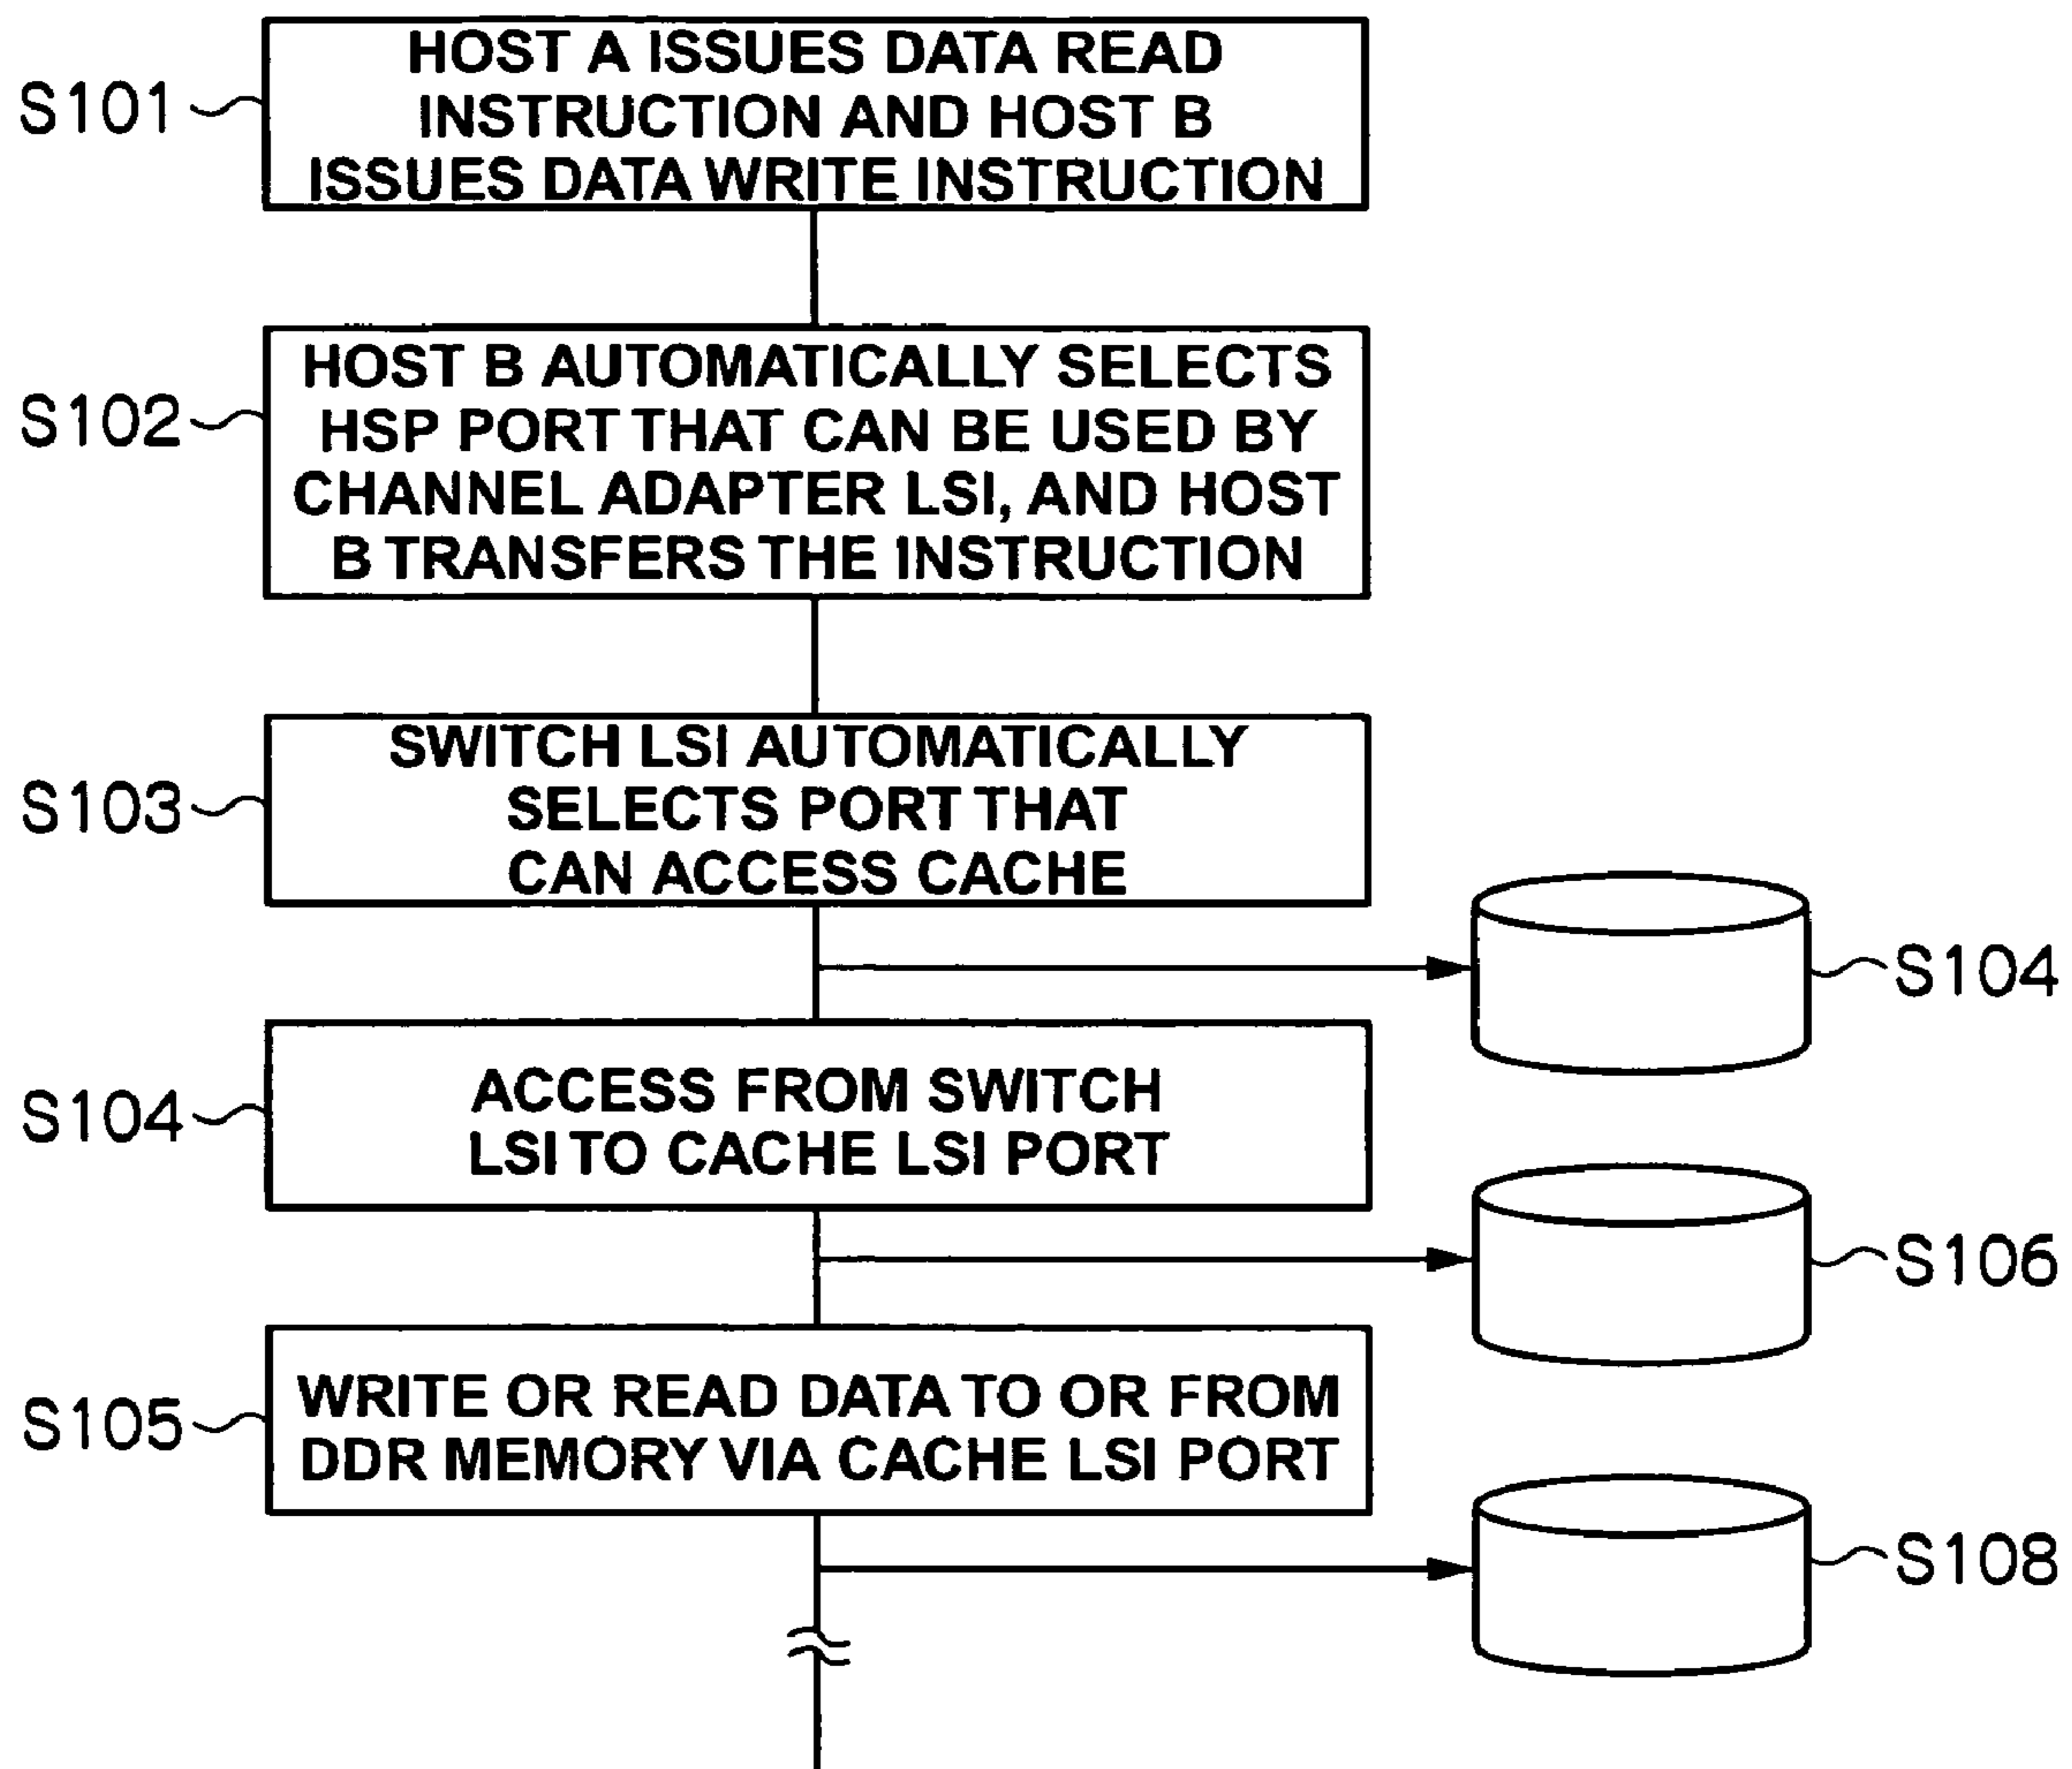 S101
HOST A ISSUES DATA READ
INSTRUCTION AND HOST B
ISSUES DATA WRITE INSTRUCTION
S102
HOST B AUTOMATICALLY SELECTS
HSP PORT THAT CAN BE USED BY
CHANNEL ADAPTER LSI, AND HOST
B TRANSFERS THE INSTRUCTION
S103
SWITCH LSI AUTOMATICALLY
SELECTS PORT THAT
CAN ACCESS CACHE
S104
S104
ACCESS FROM SWITCH
LSI TO CACHE LSI PORT
S106
S105
WRITE OR READ DATA TO OR FROM
DDR MEMORY VIA CACHE LSI PORT
S108